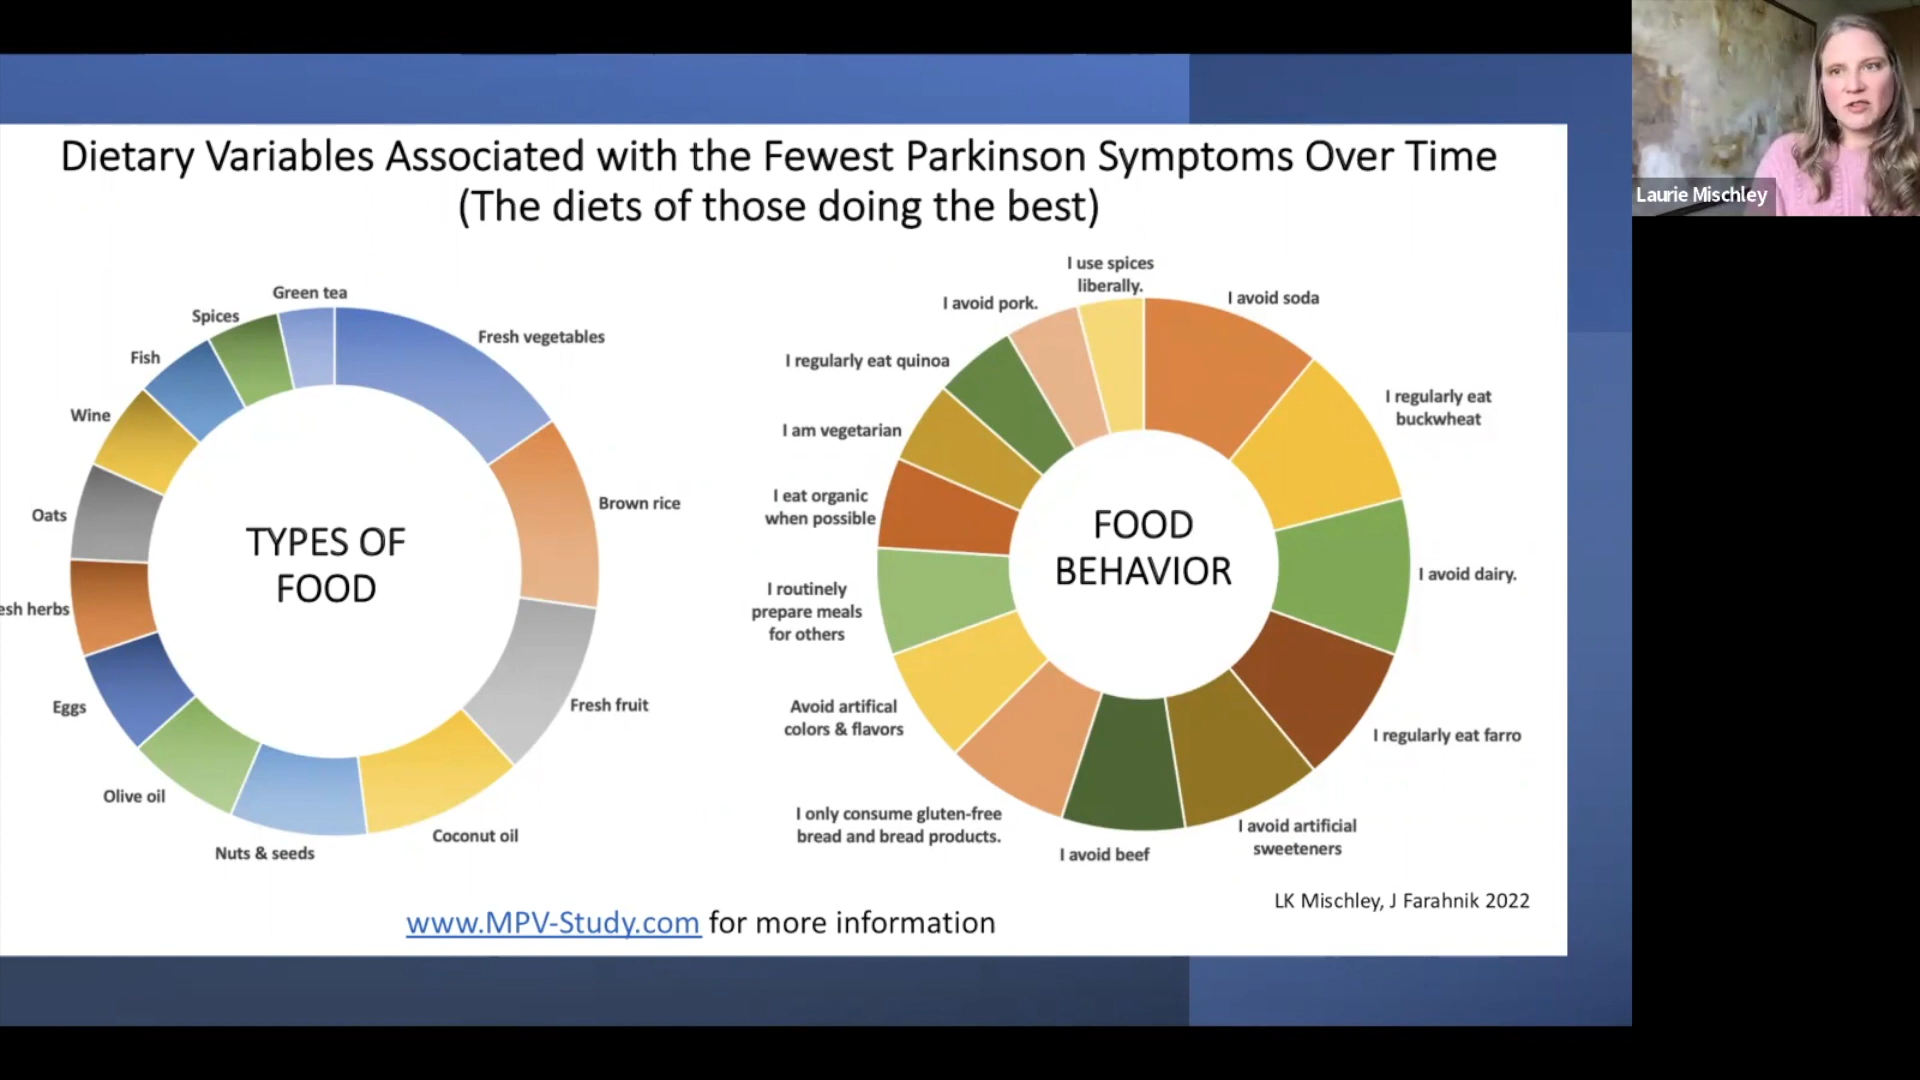 Dietary Variables Associated with the Fewest Parkinson Symptoms Over Time
(The diets of those doing the best)
Green tea
Fresh vegetables
Brown rice
Fresh fruit
Coconut oil
Nuts & seeds
Olive oil
Eggs
esh herbs
Oats
Wine
Fish
Spices
TYPES OF
FOOD
I use spices
liberally.
I avoid soda
I regularly eat
buckwheat
I avoid dairy.
I regularly eat farro
I avoid artificial
sweeteners
I avoid beef
I only consume gluten-free
bread and bread products.
Avoid artifical
colors & flavors
I routinely
prepare meals
for others
I eat organic
when possible
I am vegetarian
I regularly eat quinoa
I avoid pork.
FOOD
BEHAVIOR
LK Mischley, J Farahnik 2022
www.MPV-Study.com for more information
Laurie Mischley